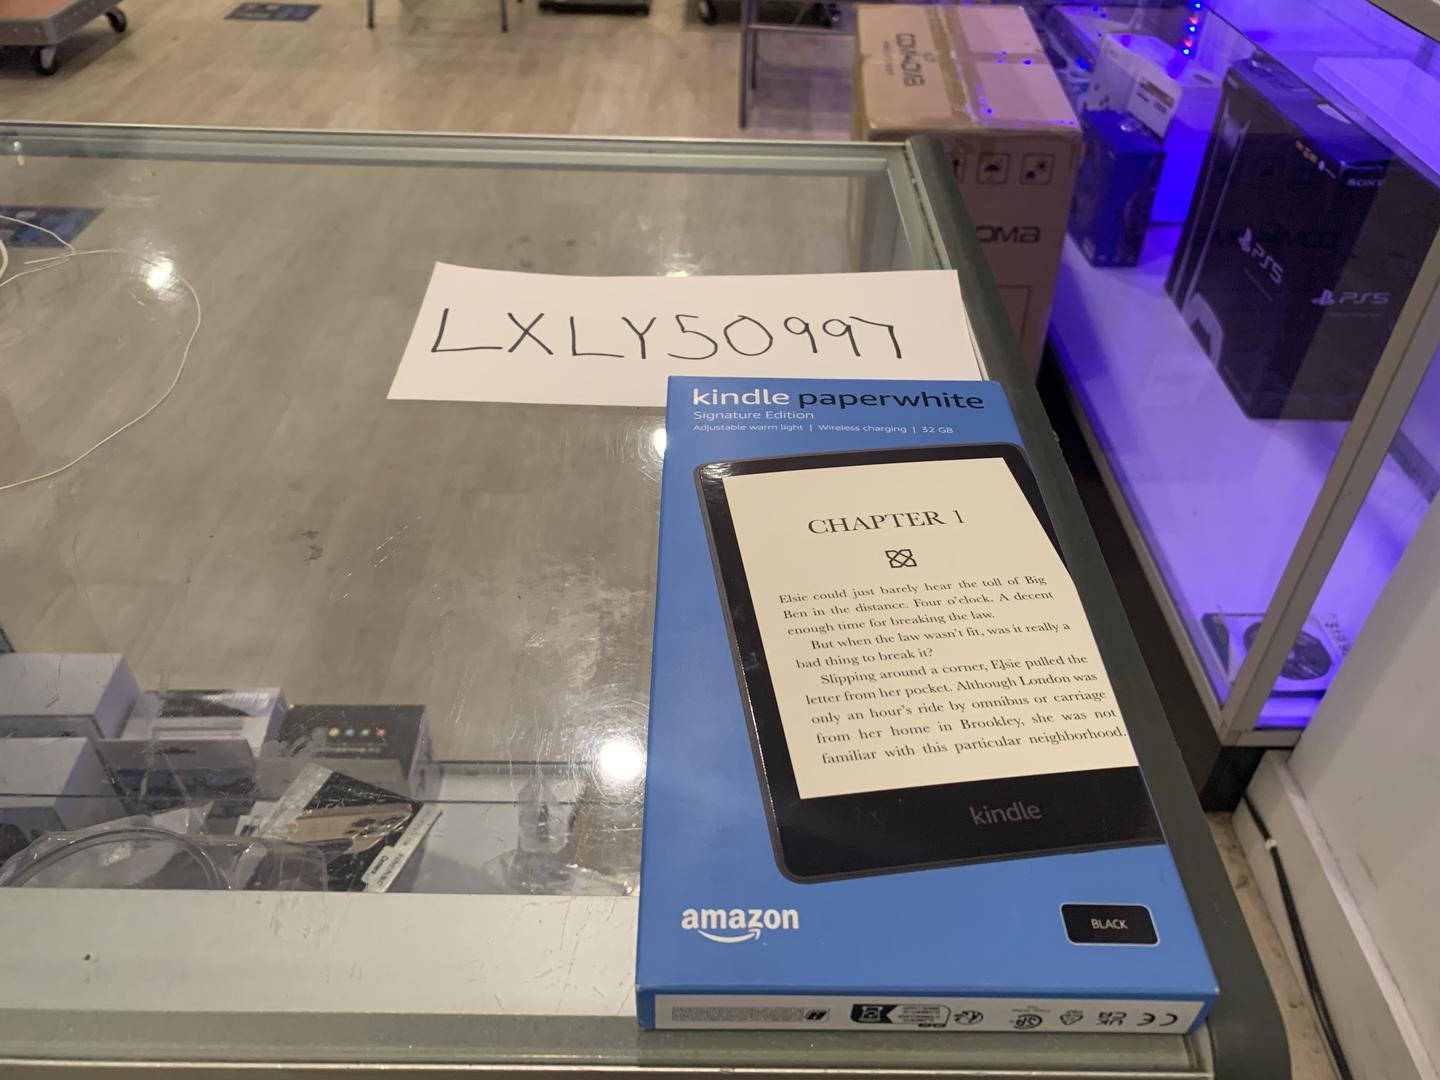 COMOMA
OMA
SONY
PS5
PS5
LXLY50997
kindle paperwhite
Signature Edition
Adjustable warm light | Wireless charging | 32 GB
CHAPTER 1
Elsie could just barely hear the toll of Big
Ben in the distance. Four o'clock. A decent
enough time for breaking the law.
But when the law wasn't fit, was it really a
bad thing to break it?
Slipping around a corner, Elsie pulled the
letter from her pocket. Although London was
only an hour's ride by omnibus or carriage
from her home in Brookley, she was not
familiar with this particular neighborhood.
kindle
amazon
BLACK